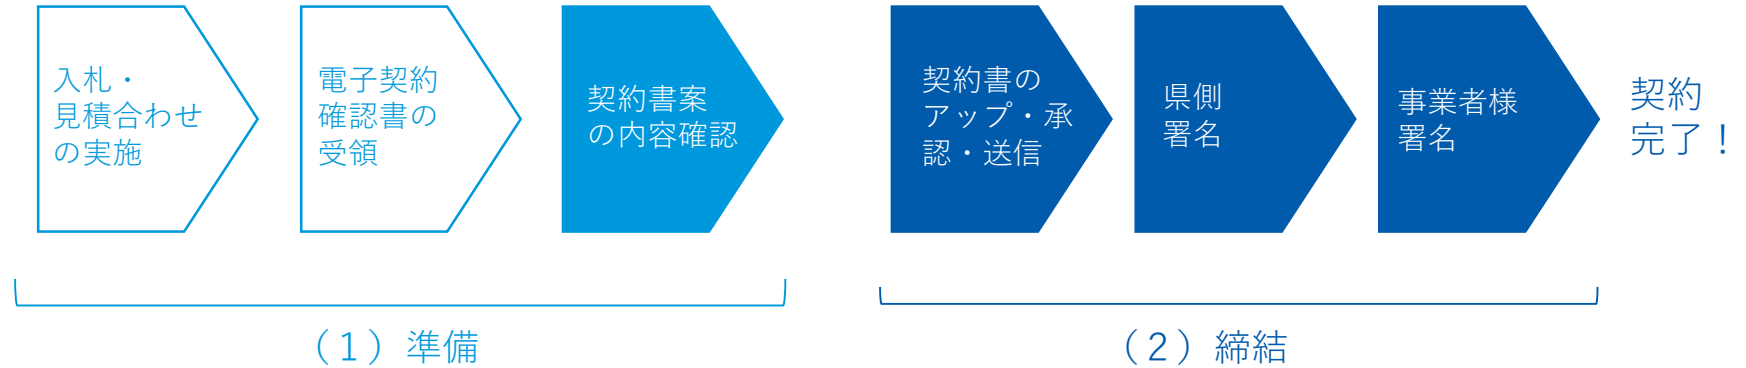 入札・
見積合わせ
の実施
電子契約
確認書の
受領
契約書案
の内容確認
契約書の
アップ・承
認・送信
県側
署名
事業者様
署名
契約
完了！
（１）準備
（２）締結